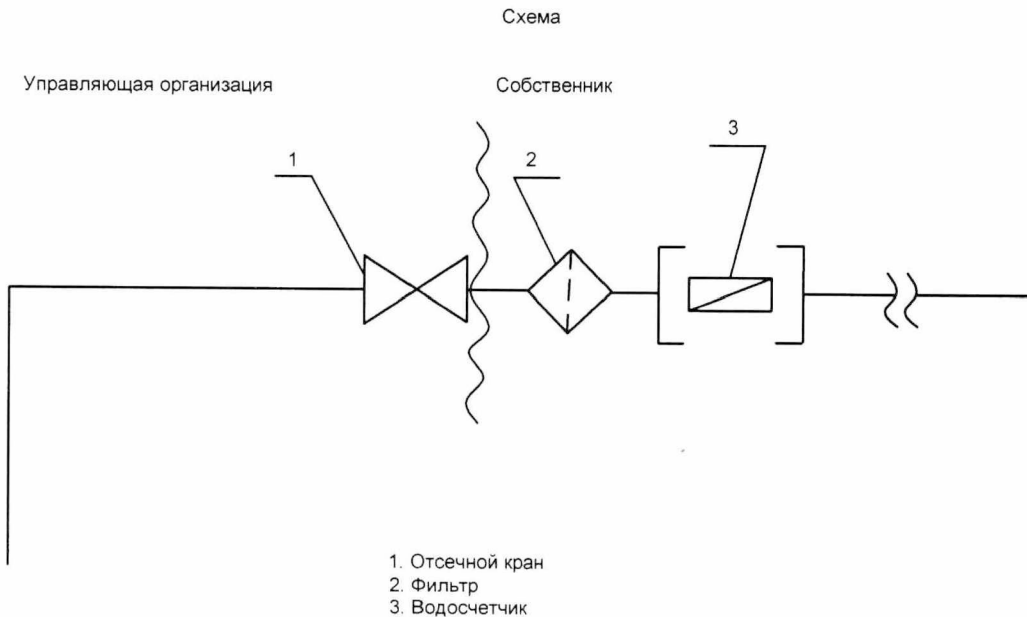 Схема
Управляющая организация
Собственник
1
2
3
1. Отсечной кран
2. Фильтр
3. Водосчетчик